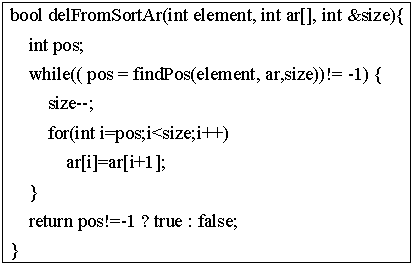 bool delFromSortAr(int element, int ar[], int &size){
int pos;
while(( pos = findPos(element, ar,size))!= -1) {
size--;
for(int i=pos;i<size;i++)
ar[i]=ar[i+1];
}
return pos!=-1 ? true : false;
}